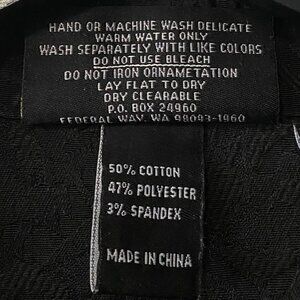 HAND OR MACHINE WASH DELICATE
WARM WATER ONLY
WASH SEPARATELY WITH LIKE COLORS
DO NOT USE BLEACH
DO NOT IRON ORNAMETATION
LAY FLAT TO DRY
DRY CLEARABLE
P.O. BOX 24960
FEDERAL WAY, WA 98093-1960
50% COTTON
47% POLYESTER
3% SPANDEX
MADE IN CHINA